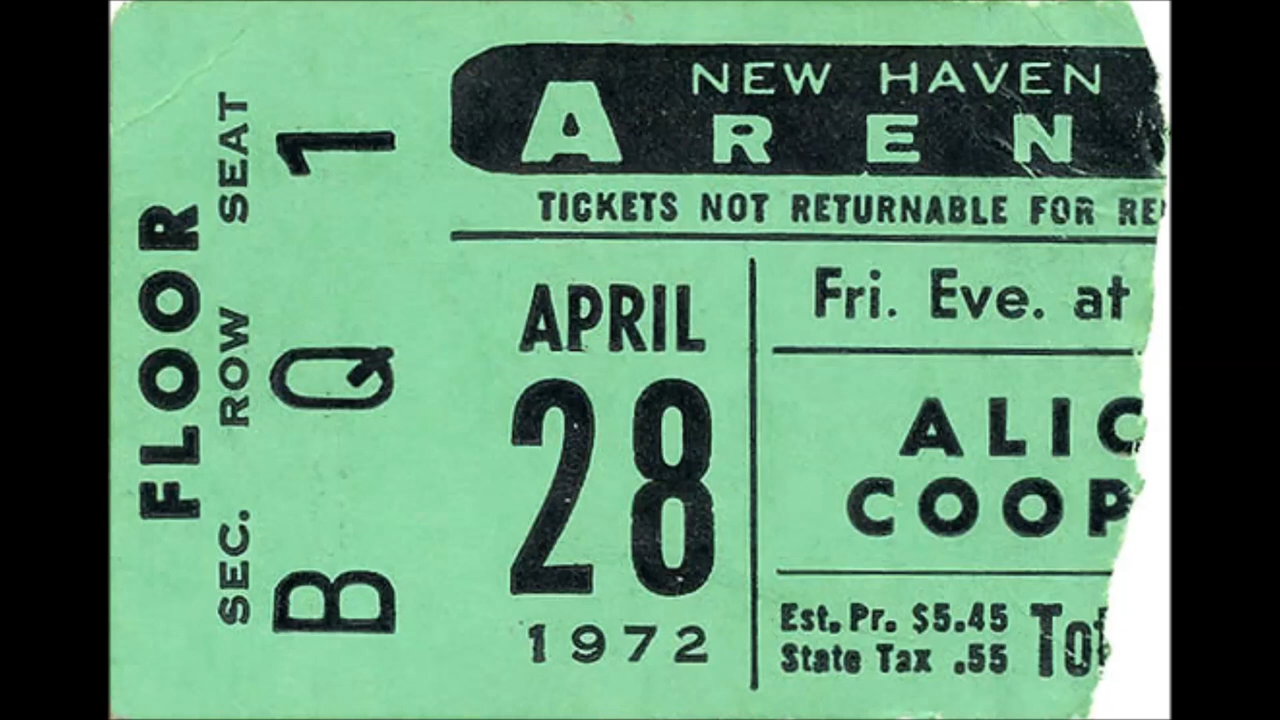 FLOOR
SEC. ROW SEAT
B Q 1
NEW HAVEN
AREN
TICKETS NOT RETURNABLE FOR RE
APRIL
28
1972
Fri. Eve. at
ALIC
COOP
Est. Pr. $5.45
State Tax .55
Tot